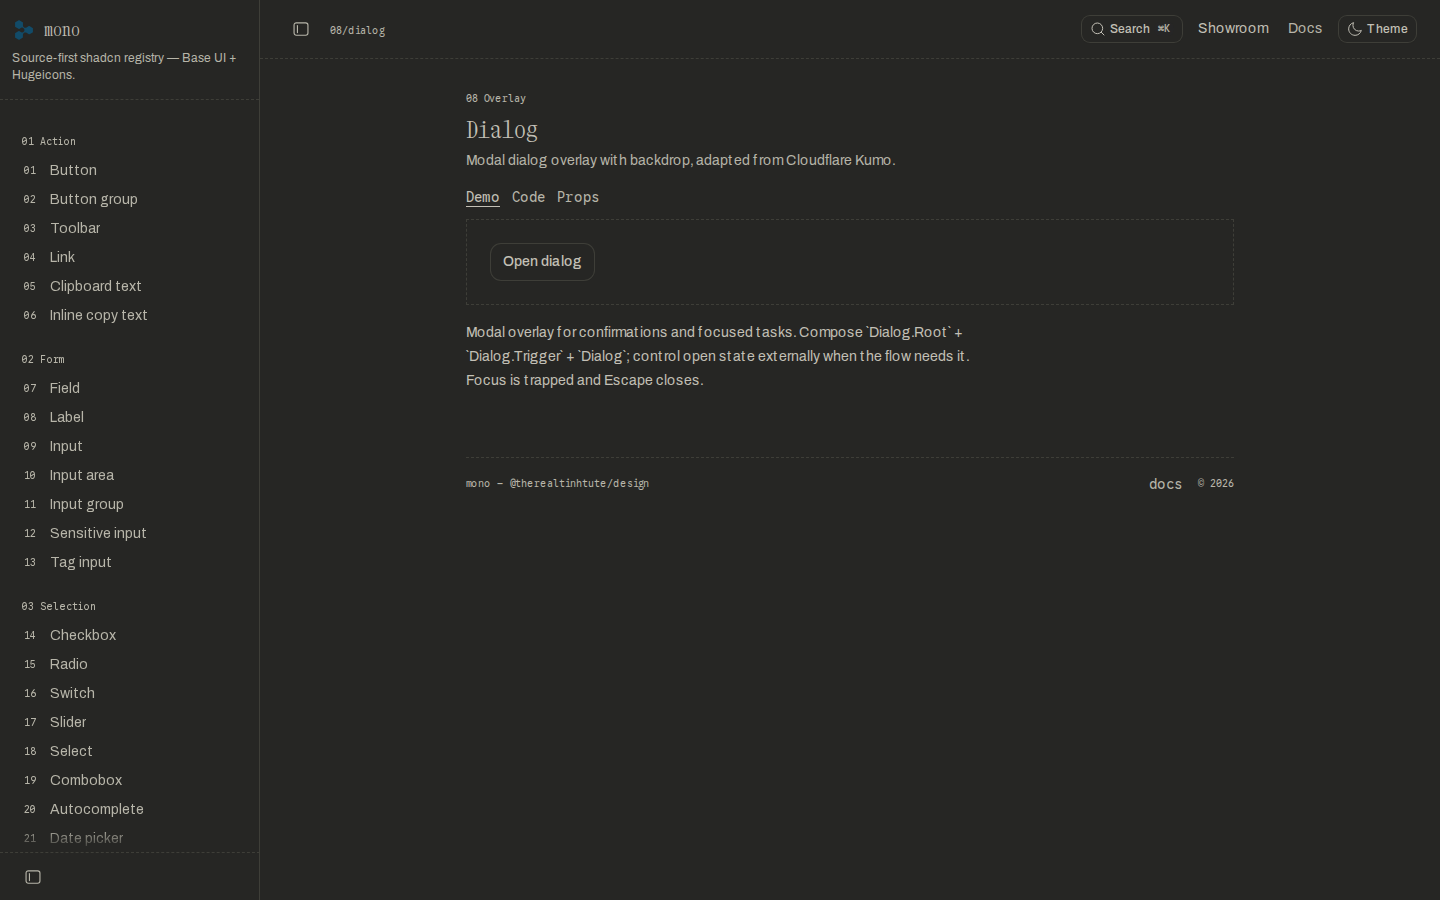 mono
Source-first shadcn registry — Base UI +
Hugeicons.
01 Action
01 Button
02 Button group
03 Toolbar
04 Link
05 Clipboard text
06 Inline copy text
02 Form
07 Field
08 Label
09 Input
10 Input area
11 Input group
12 Sensitive input
13 Tag input
03 Selection
14 Checkbox
15 Radio
16 Switch
17 Slider
18 Select
19 Combobox
20 Autocomplete
21 Date picker
08/dialog
Search ⌘K
Showroom
Docs
Theme
08 Overlay
Dialog
Modal dialog overlay with backdrop, adapted from Cloudflare Kumo.
Demo Code Props
Open dialog
Modal overlay for confirmations and focused tasks. Compose `Dialog.Root` +
`Dialog.Trigger` + `Dialog`; control open state externally when the flow needs it.
Focus is trapped and Escape closes.
mono — @therealtinhtute/design
docs © 2026